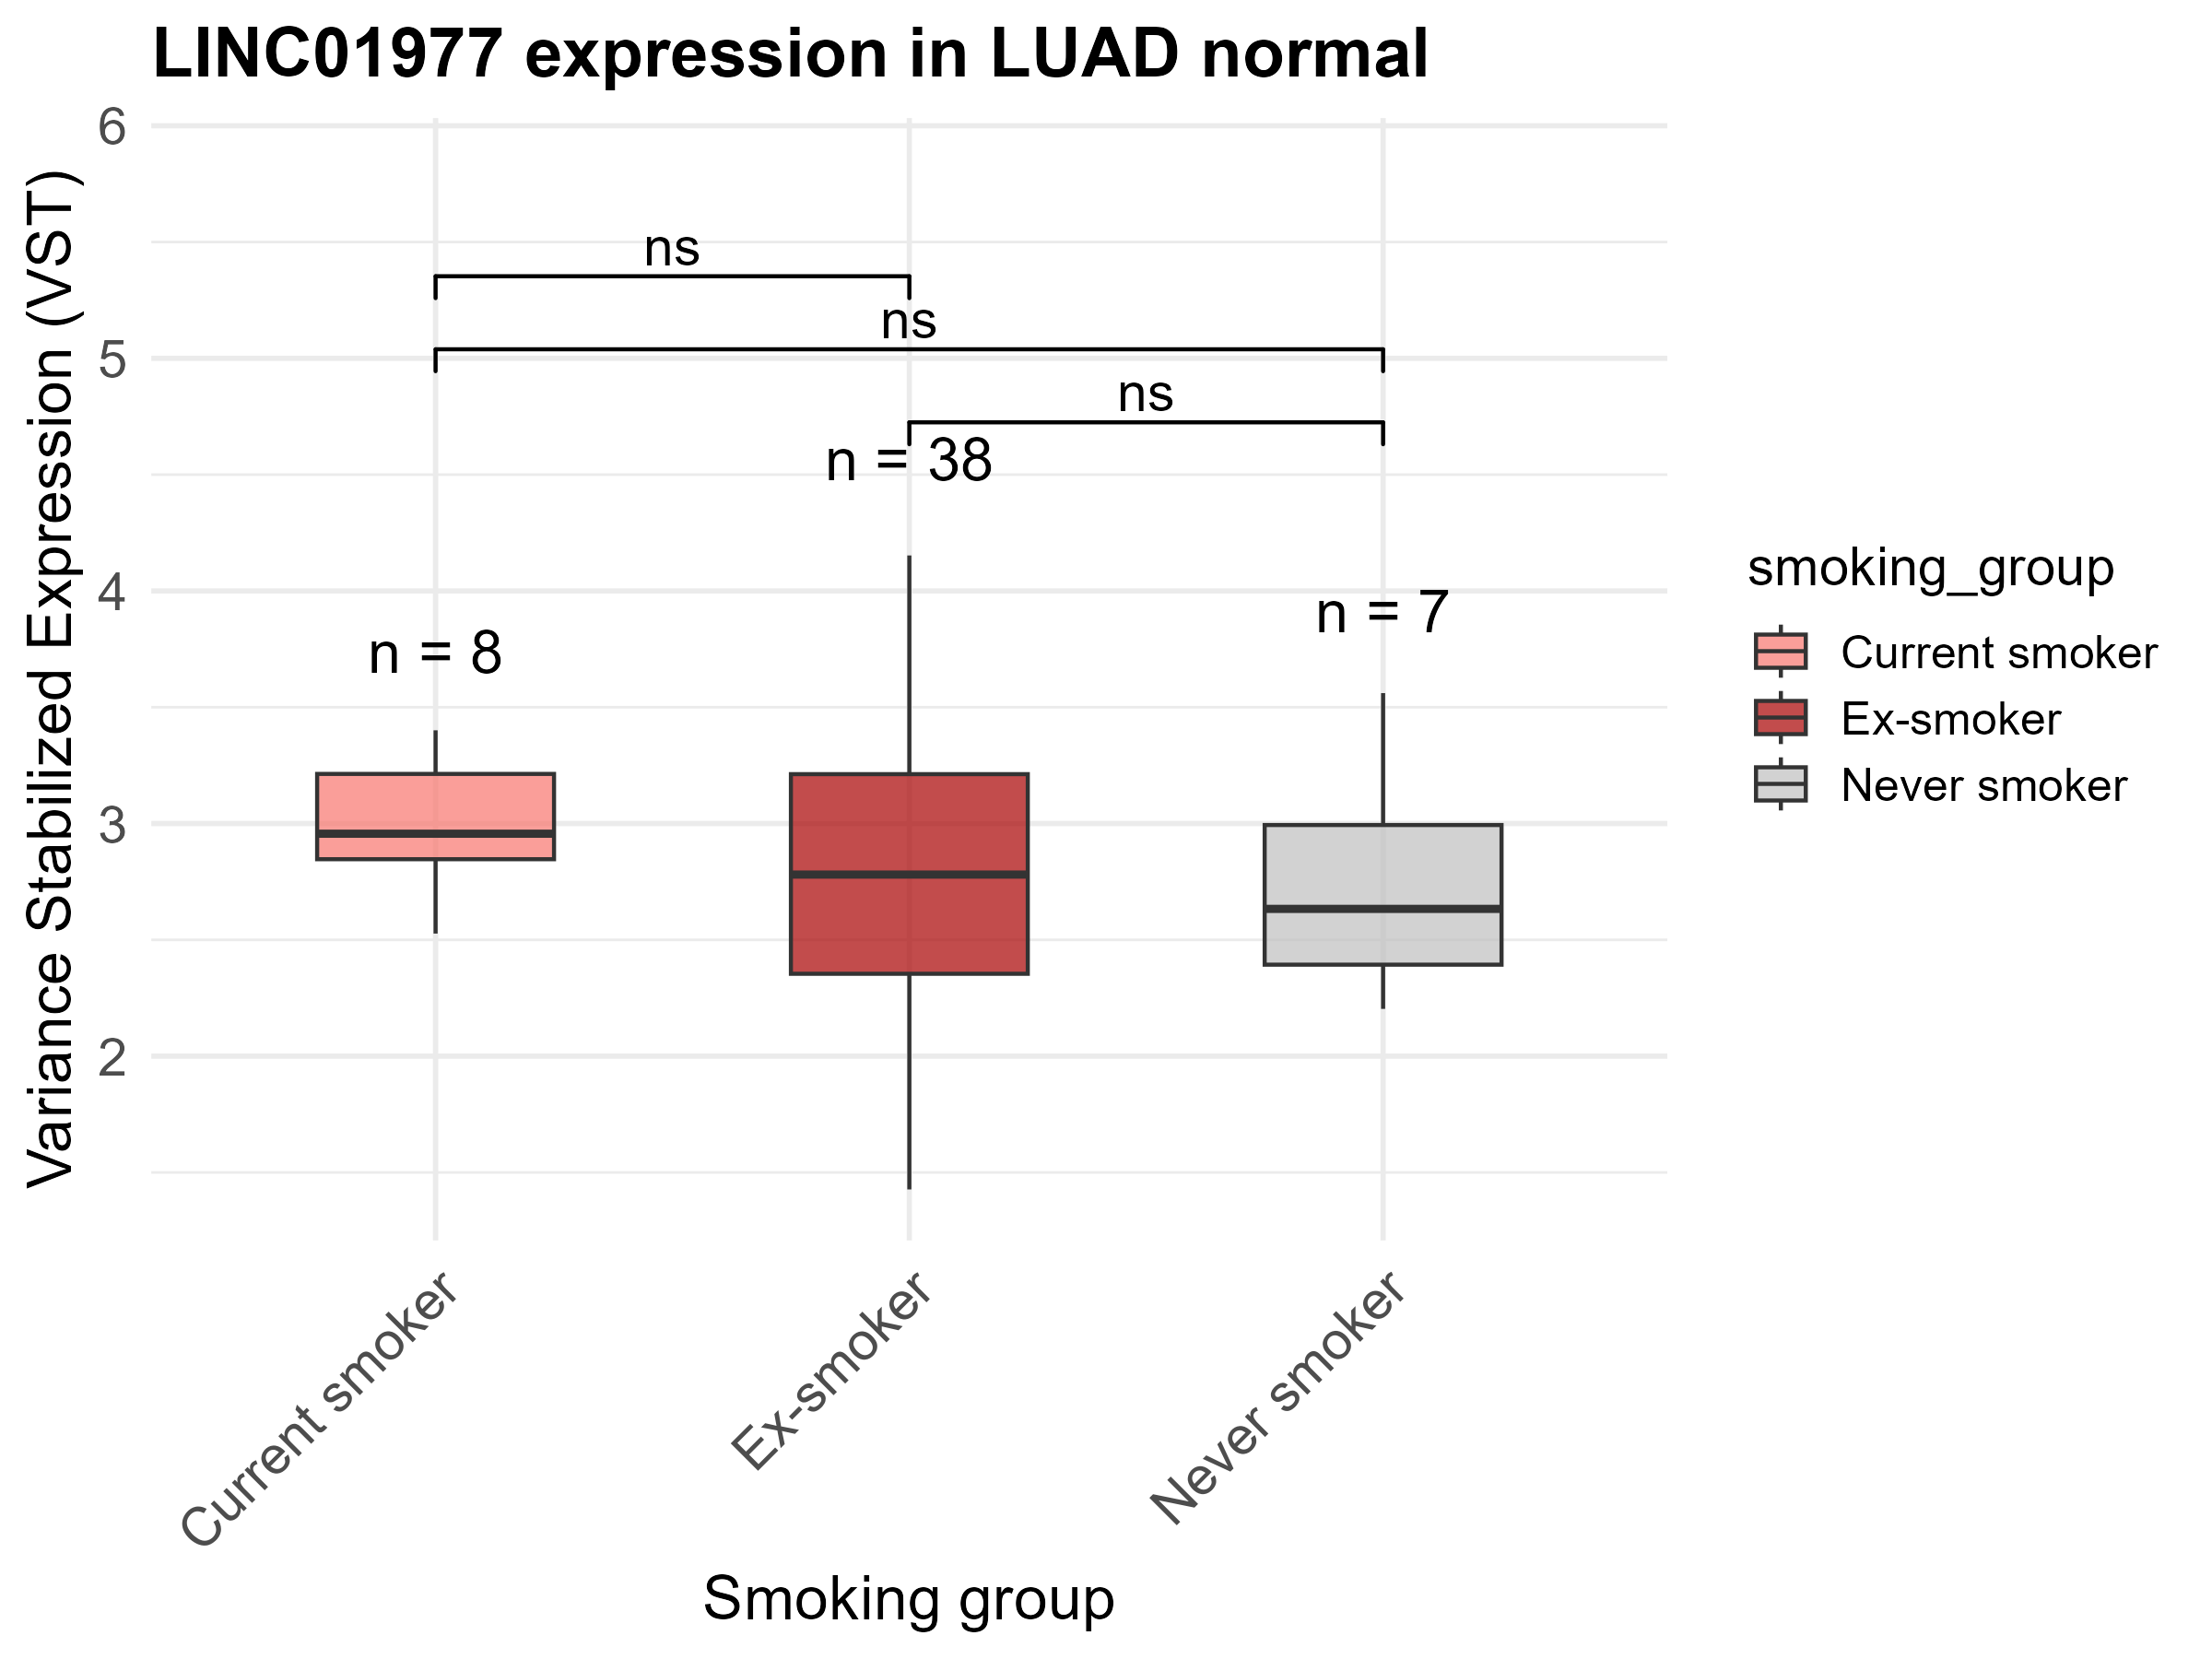 LINC01977 expression in LUAD normal
Variance Stabilized Expression (VST)
6
5
4
3
2
ns
ns
ns
n = 38
n = 7
n = 8
smoking_group
Current smoker
Ex-smoker
Never smoker
Current smoker
Ex-smoker
Never smoker
Smoking group